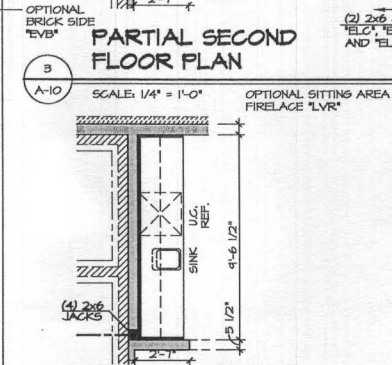 2'-7"
OPTIONAL
BRICK SIDE
"EVB"
(2) 2x6
"ELC", "E
AND "EL
PARTIAL SECOND
FLOOR PLAN
3
A-10
SCALE: 1/4" = 1'-0"
OPTIONAL SITTING AREA
FIRELACE "LVR"
U.C.
REF.
SINK
9'-6 1/2"
5 1/2"
(4) 2x6
JACKS
2'-7"